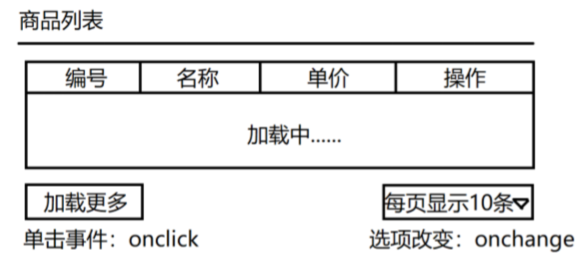 商品列表
编号 名称 单价 操作
加载中......
加载更多 每页显示10条
单击事件：onclick 选项改变：onchange